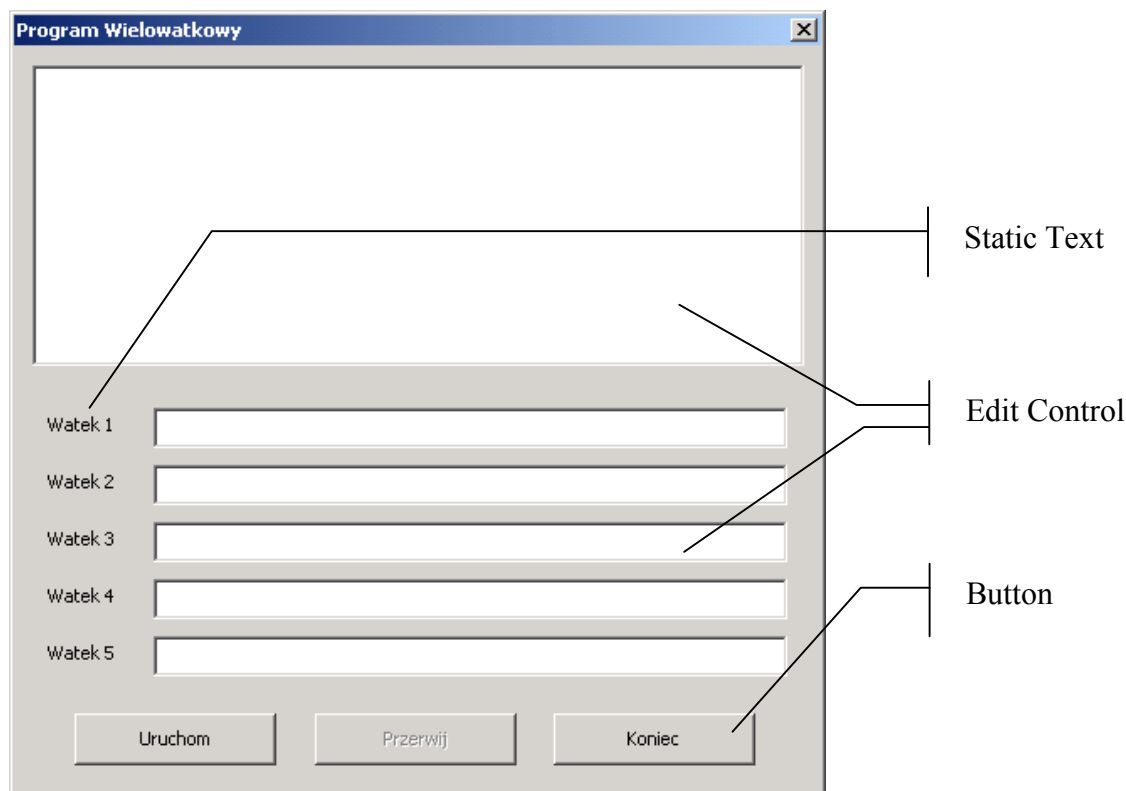 Program Wielowatkowy
Static Text
Edit Control
Watek 1
Watek 2
Watek 3
Watek 4
Button
Watek 5
Uruchom
Przerwij
Koniec